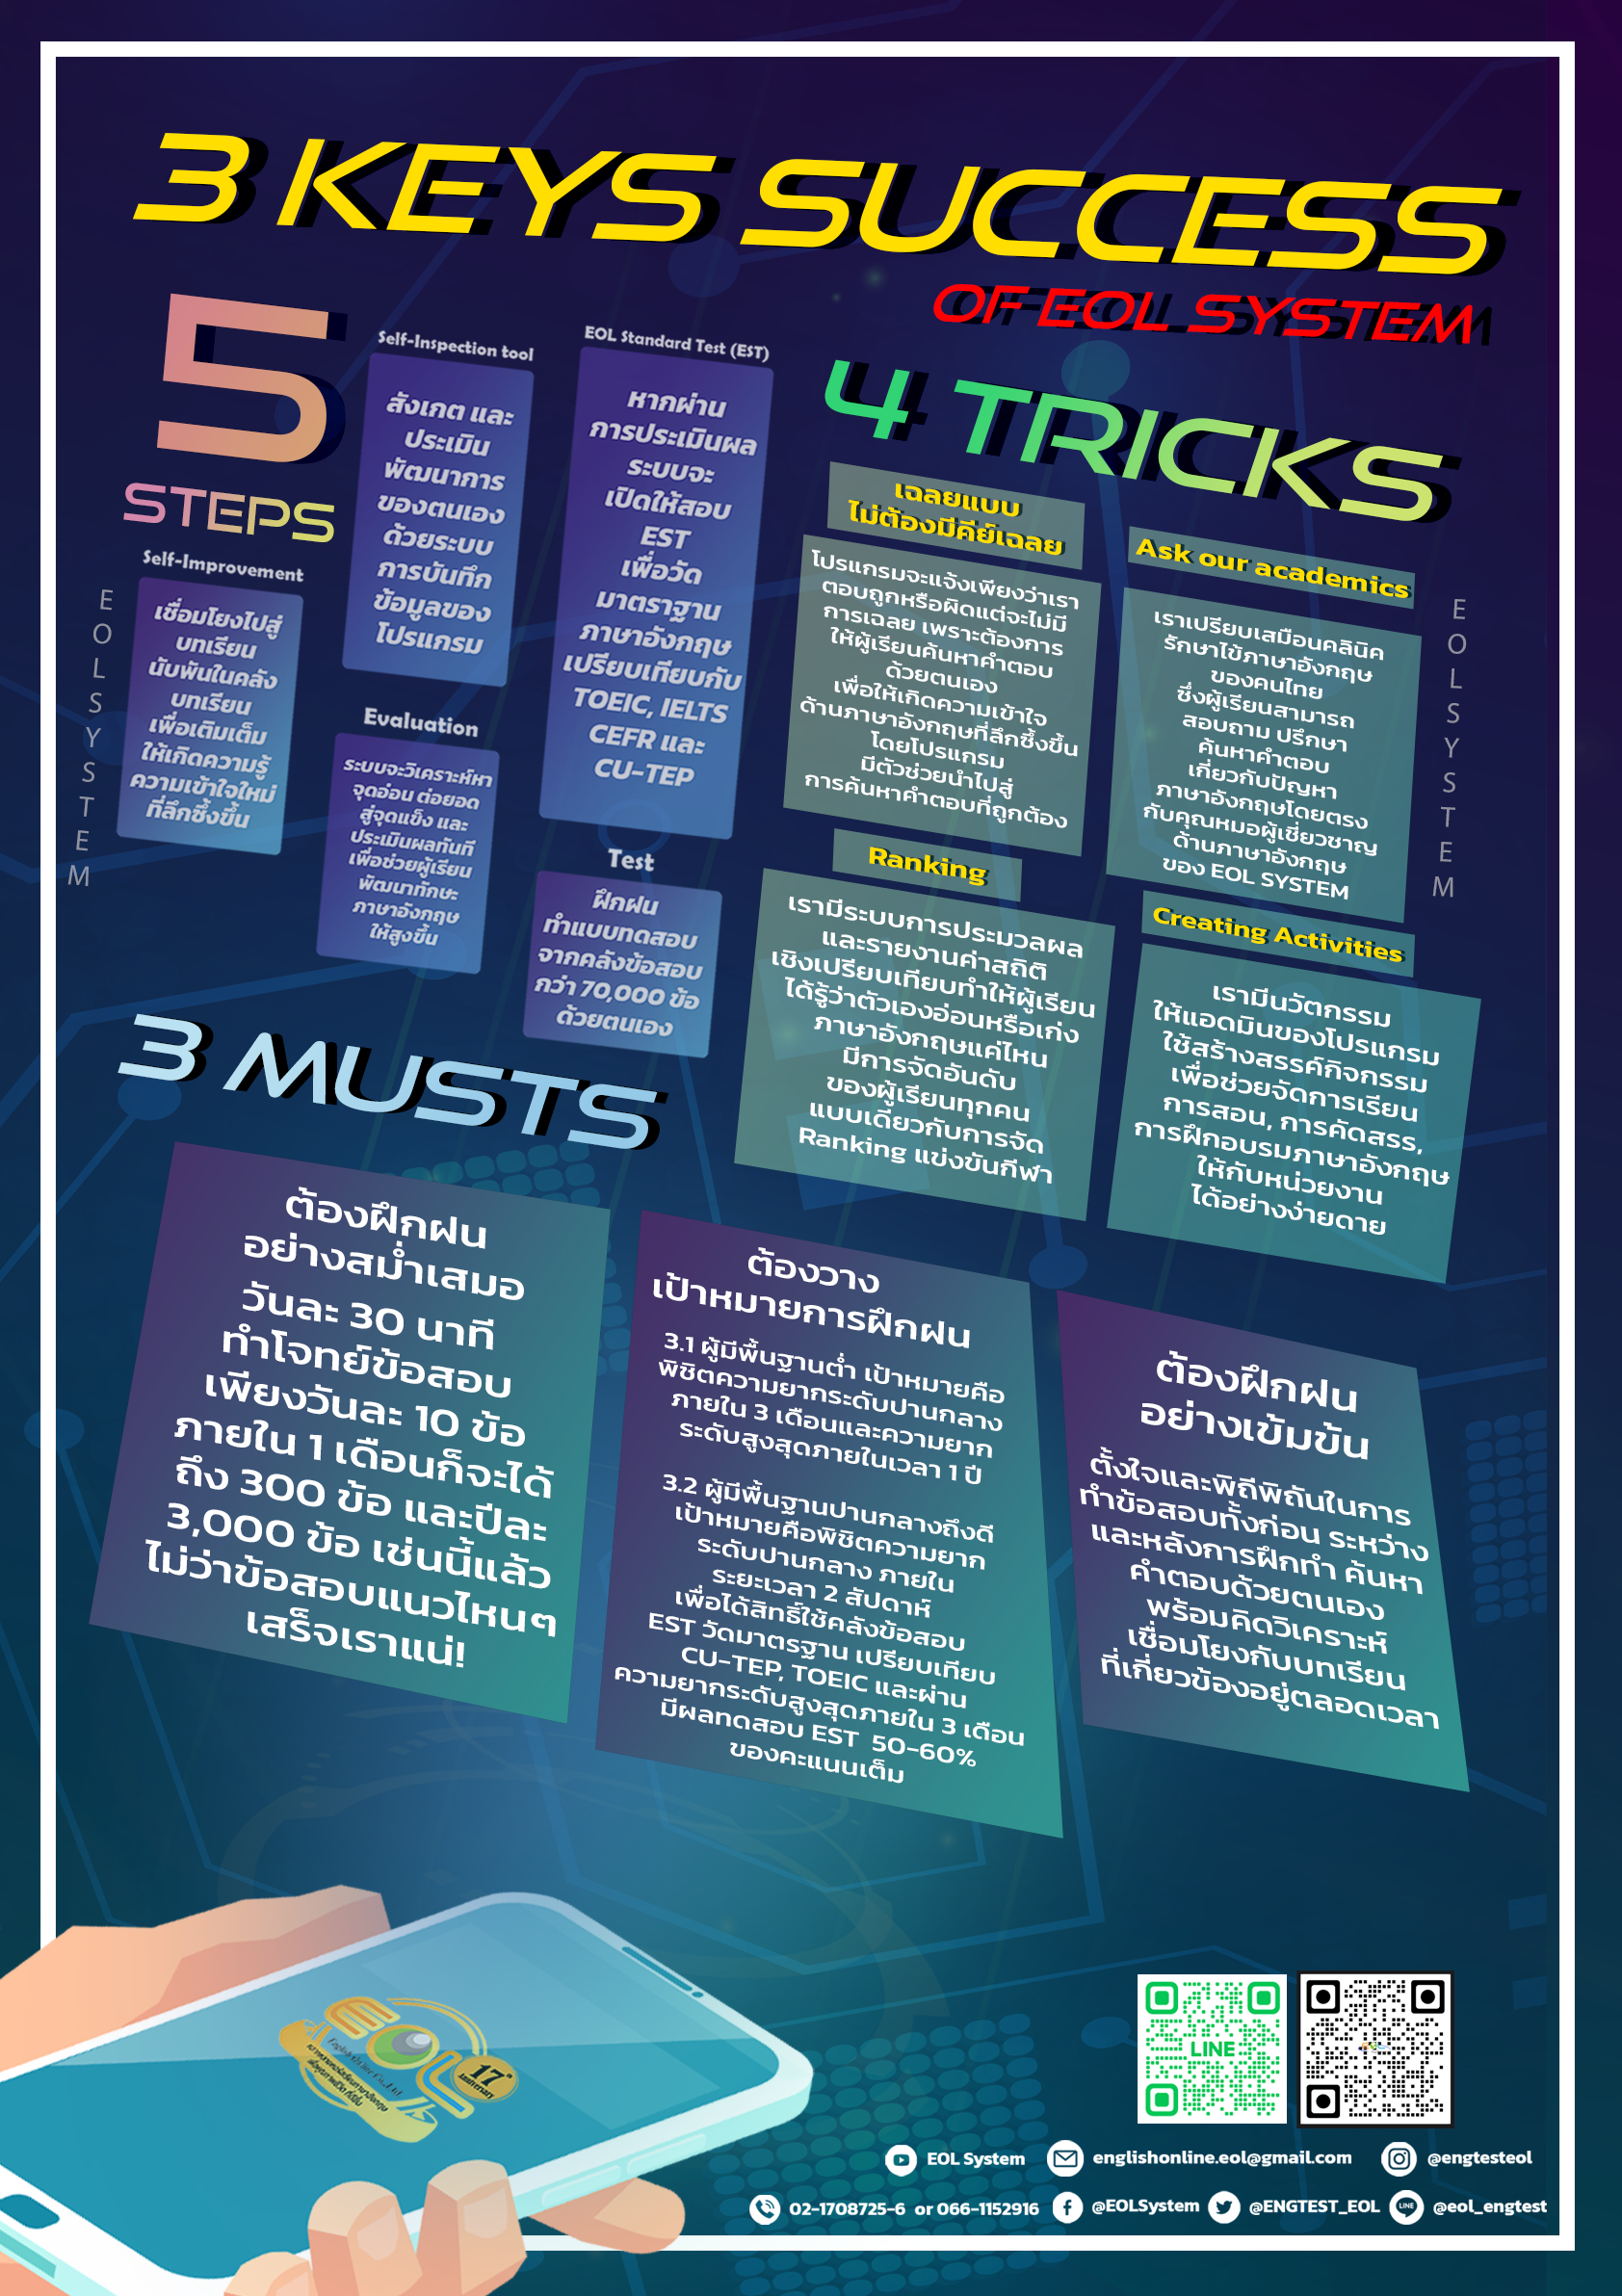 3 KEYS SUCCESS
OF EOL SYSTEM
5
STEPS
Self-Improvement
เชื่อมโยงไปสู่
บทเรียน
นับพันในคลัง
บทเรียน
เพื่อเติมเต็ม
ให้เกิดความรู้
ความเข้าใจใหม่
ที่ลึกซึ้งขึ้น
Self-Inspection tool
สังเกต และ
ประเมิน
พัฒนาการ
ของตนเอง
ด้วยระบบ
การบันทึก
ข้อมูลของ
โปรแกรม
Evaluation
ระบบจะวิเคราะห์หา
จุดอ่อน ต่อยอด
สู่จุดแข็ง และ
ประเมินผลทันที
เพื่อช่วยผู้เรียน
พัฒนาทักษะ
ภาษาอังกฤษ
ให้สูงขึ้น
EOL Standard Test (EST)
หากผ่าน
การประเมินผล
ระบบจะ
เปิดให้สอบ
EST
เพื่อวัด
มาตราฐาน
ภาษาอังกฤษ
เปรียบเทียบกับ
TOEIC, IELTS
CEFR และ
CU-TEP
Test
ฝึกฝน
ทำแบบทดสอบ
จากคลังข้อสอบ
กว่า 70,000 ข้อ
ด้วยตนเอง
4 TRICKS
เฉลยแบบ
ไม่ต้องมีคีย์เฉลย
โปรแกรมจะแจ้งเพียงว่าเรา
ตอบถูกหรือผิดแต่จะไม่มี
การเฉลย เพราะต้องการ
ให้ผู้เรียนค้นหาคำตอบ
ด้วยตนเอง
เพื่อให้เกิดความเข้าใจ
ด้านภาษาอังกฤษที่ลึกซึ้งขึ้น
โดยโปรแกรม
มีตัวช่วยนำไปสู่
การค้นหาคำตอบที่ถูกต้อง
Ask our academics
เราเปรียบเสมือนคลินิค
รักษาไข้ภาษาอังกฤษ
ของคนไทย
ซึ่งผู้เรียนสามารถ
สอบถาม ปรึกษา
ค้นหาคำตอบ
เกี่ยวกับปัญหา
ภาษาอังกฤษโดยตรง
กับคุณหมอผู้เชี่ยวชาญ
ด้านภาษาอังกฤษ
ของ EOL SYSTEM
Ranking
เรามีระบบการประมวลผล
และรายงานค่าสถิติ
เชิงเปรียบเทียบทำให้ผู้เรียน
ได้รู้ว่าตัวเองอ่อนหรือเก่ง
ภาษาอังกฤษแค่ไหน
มีการจัดอันดับ
ของผู้เรียนทุกคน
แบบเดียวกับการจัด
Ranking แข่งขันกีฬา
Creating Activities
เรามีนวัตกรรม
ให้แอดมินของโปรแกรม
ใช้สร้างสรรค์กิจกรรม
เพื่อช่วยจัดการเรียน
การสอน, การคัดสรร,
การฝึกอบรมภาษาอังกฤษ
ให้กับหน่วยงาน
ได้อย่างง่ายดาย
EOL SYSTEM
EOL SYSTEM
3 MUSTS
ต้องฝึกฝน
อย่างสม่ำเสมอ
วันละ 30 นาที
ทำโจทย์ข้อสอบ
เพียงวันละ 10 ข้อ
ภายใน 1 เดือนก็จะได้
ถึง 300 ข้อ และปีละ
3,000 ข้อ เช่นนี้แล้ว
ไม่ว่าข้อสอบแนวไหนๆ
เสร็จเราแน่!
ต้องวาง
เป้าหมายการฝึกฝน
3.1 ผู้มีพื้นฐานต่ำ เป้าหมายคือ
พิชิตความยากระดับปานกลาง
ภายใน 3 เดือนและความยาก
ระดับสูงสุดภายในเวลา 1 ปี
3.2 ผู้มีพื้นฐานปานกลางถึงดี
เป้าหมายคือพิชิตความยาก
ระดับปานกลาง ภายใน
ระยะเวลา 2 สัปดาห์
เพื่อได้สิทธิ์ใช้คลังข้อสอบ
EST วัดมาตรฐาน เปรียบเทียบ
CU-TEP, TOEIC และผ่าน
ความยากระดับสูงสุดภายใน 3 เดือน
มีผลทดสอบ EST 50-60%
ของคะแนนเต็ม
ต้องฝึกฝน
อย่างเข้มข้น
ตั้งใจและพิถีพิถันในการ
ทำข้อสอบทั้งก่อน ระหว่าง
และหลังการฝึกทำ ค้นหา
คำตอบด้วยตนเอง
พร้อมคิดวิเคราะห์
เชื่อมโยงกับบทเรียน
ที่เกี่ยวข้องอยู่ตลอดเวลา
EOL
17
LINE
EOL System
englishonline.eol@gmail.com
@engtesteol
02-1708725-6 or 066-1152916
@EOLSystem
@ENGTEST_EOL
LINE
@eol_engtest